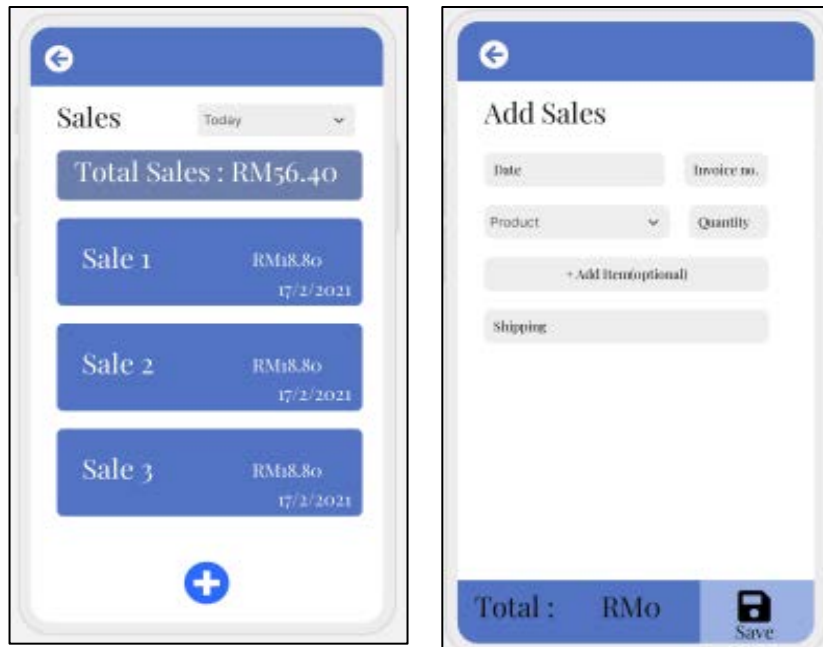 Sales
Today
Total Sales : RM56.40
Sale 1
RM18.80
17/2/2021
Sale 2
RM18.80
17/2/2021
Sale 3
RM18.80
17/2/2021
Add Sales
Date
Invoice no.
Product
Quantity
+ Add Item(optional)
Shipping
Total :
RM0
Save